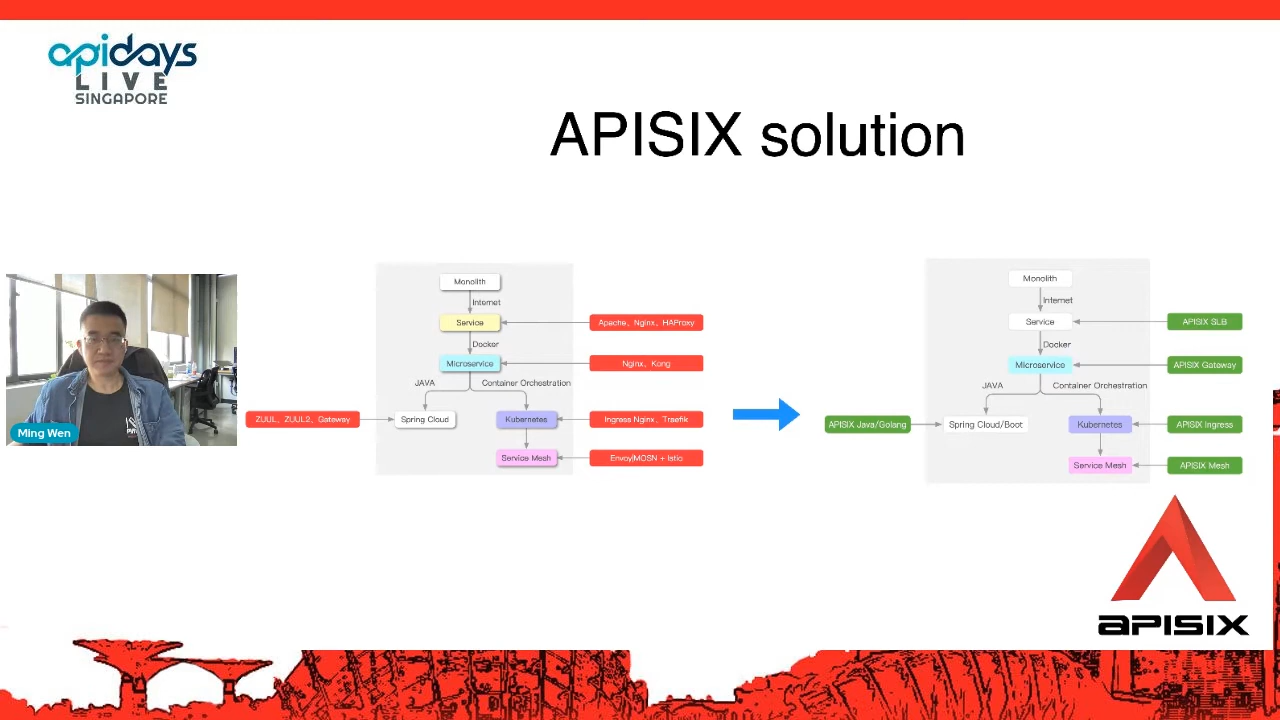 apidays
LIVE
SINGAPORE
APISIX solution
Ming Wen
Monolith
Internet
Service
Apache、Nginx、HAProxy
Docker
Microservice
Nginx、Kong
JAVA
Container Orchestration
ZUUL、ZUUL2、Gateway
Spring Cloud
Kubernetes
Ingress Nginx、Traefik
Service Mesh
Envoy|MOSN + Istio
Monolith
Internet
Service
APISIX SLB
Docker
Microservice
APISIX Gateway
JAVA
Container Orchestration
APISIX Java/Golang
Spring Cloud/Boot
Kubernetes
APISIX Ingress
Service Mesh
APISIX Mesh
APISIX